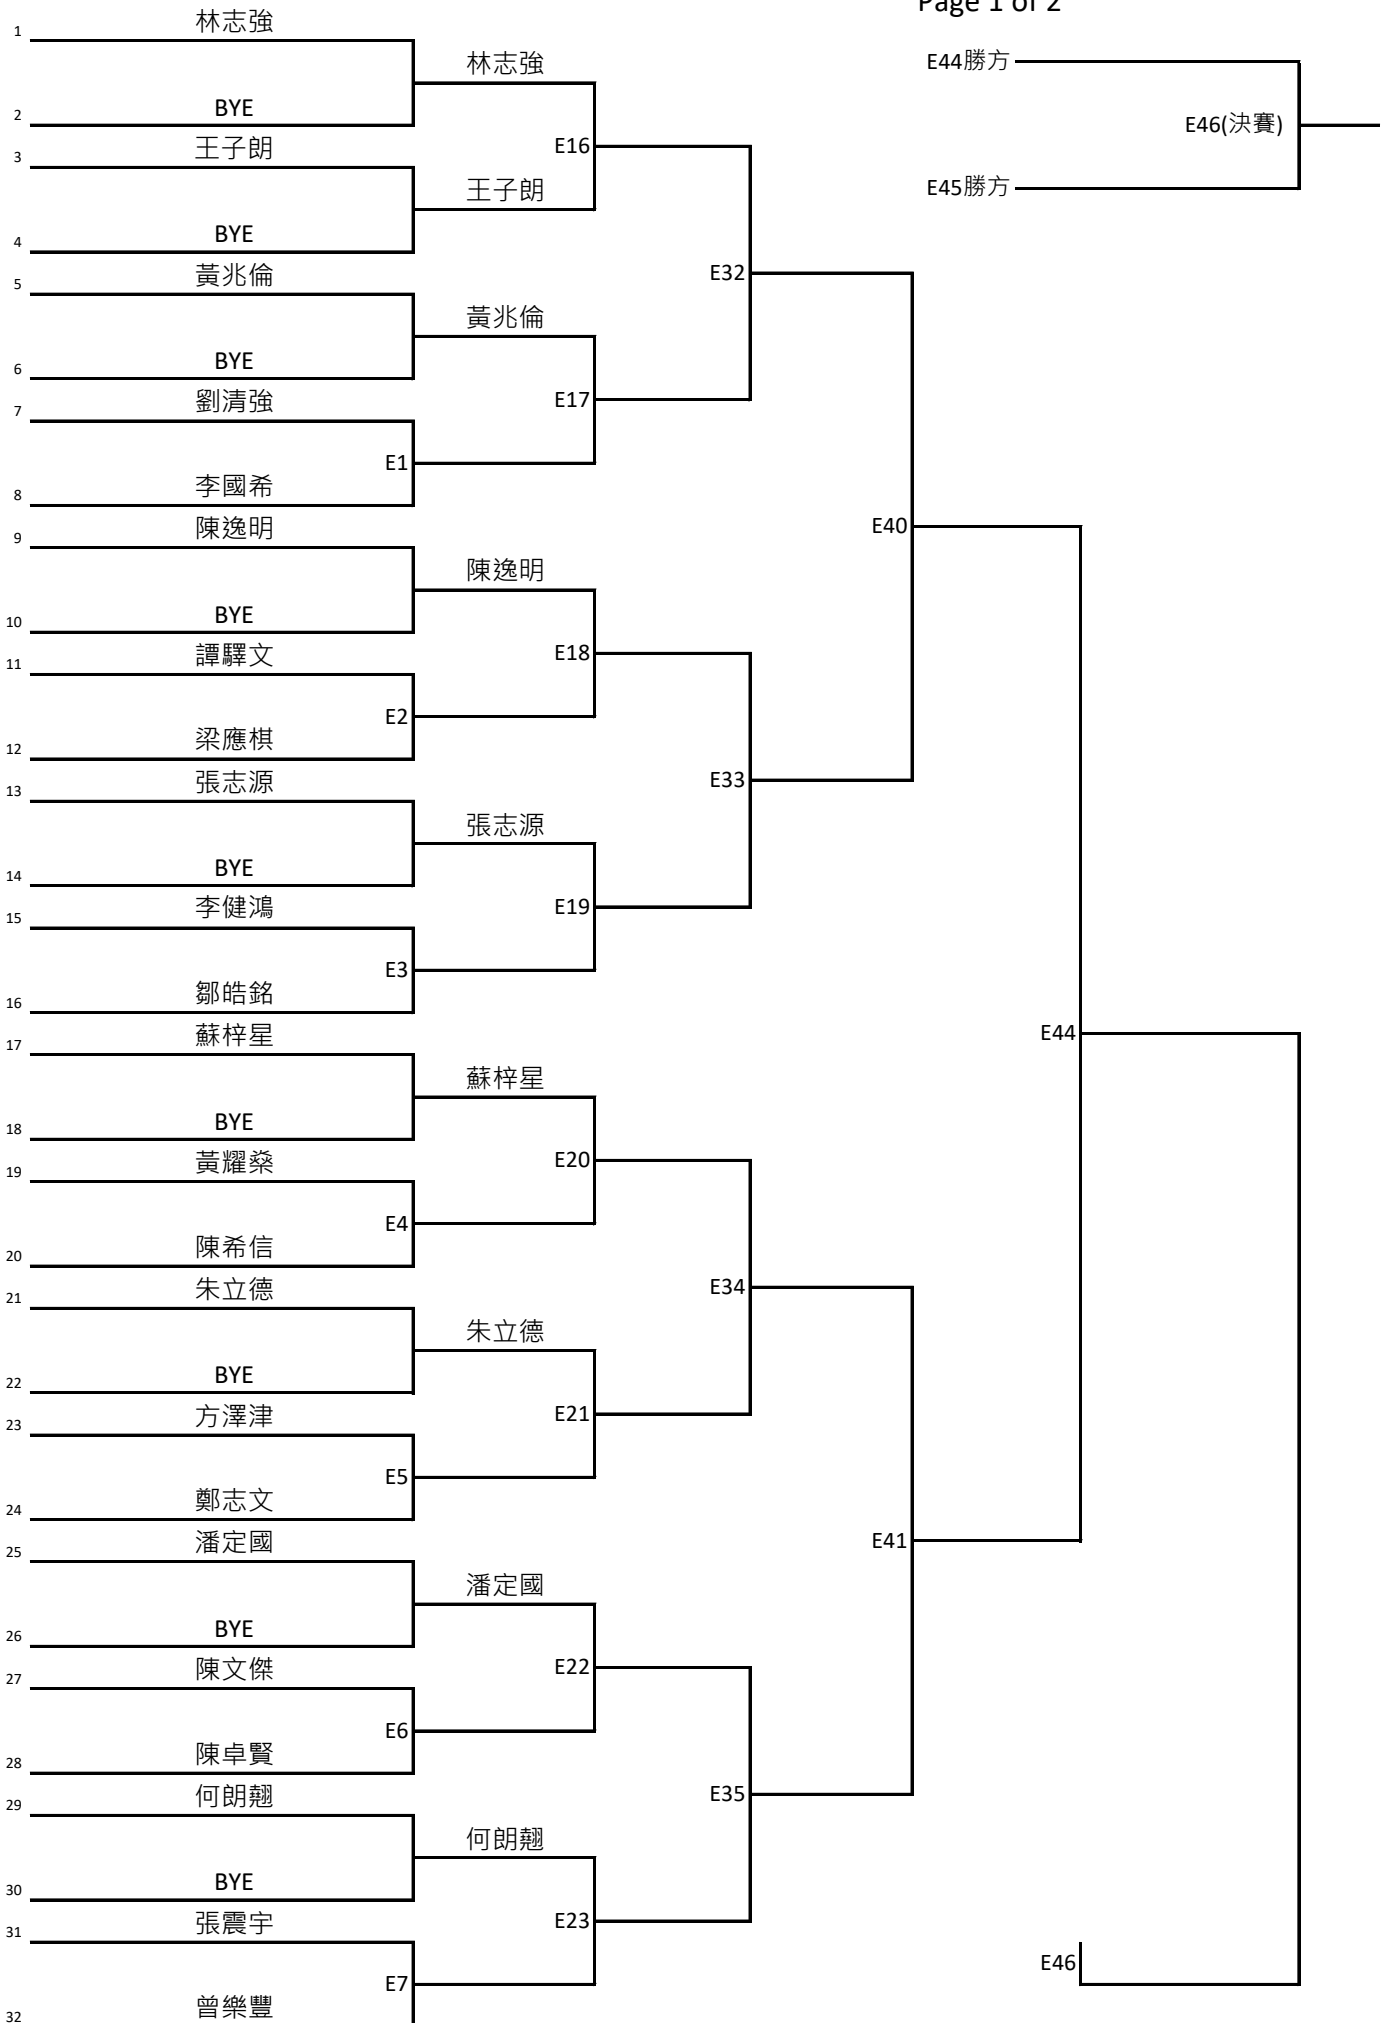 Page 1 of 2
1 林志強
林志強
E44勝方
2 BYE
E46(決賽)
3 王子朗
E16
王子朗
E45勝方
4 BYE
5 黃兆倫
E32
黃兆倫
6 BYE
7 劉清強
E17
E1
8 李國希
9 陳逸明
E40
陳逸明
10 BYE
11 譚驛文
E18
E2
12 梁應棋
13 張志源
E33
張志源
14 BYE
15 李健鴻
E19
E3
16 鄒皓銘
17 蘇梓星
E44
蘇梓星
18 BYE
19 黃耀燊
E20
E4
20 陳希信
21 朱立德
E34
朱立德
22 BYE
23 方澤津
E21
E5
24 鄭志文
25 潘定國
E41
潘定國
26 BYE
27 陳文傑
E22
E6
28 陳卓賢
29 何朗翹
E35
何朗翹
30 BYE
31 張震宇
E23
E46
E7
32 曾樂豐